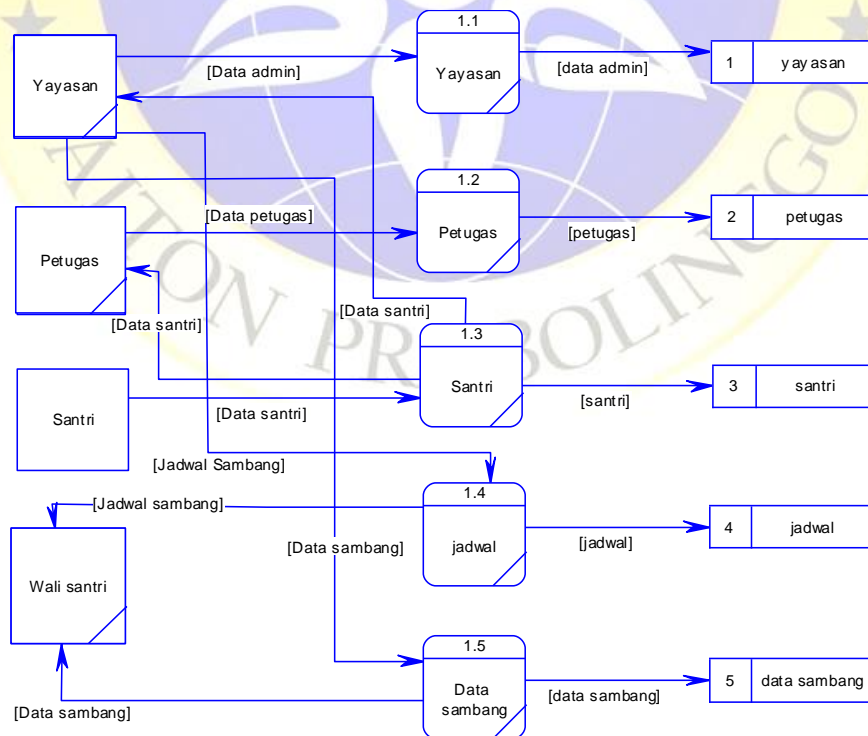 1.1
Yayasan
[Data admin]
Yayasan
[data admin]
1
yayasan
1.2
[Data petugas]
Petugas
[petugas]
2
petugas
Petugas
[Data santri]
[Data santri]
1.3
Santri
[santri]
3
santri
Santri
[Data santri]
[Jadwal Sambang]
1.4
[Jadwal sambang]
jadwal
[jadwal]
4
jadwal
[Data sambang]
Wali santri
1.5
Data
sambang
[data sambang]
5
data sambang
[Data sambang]
AITON PR
BOLINGGO